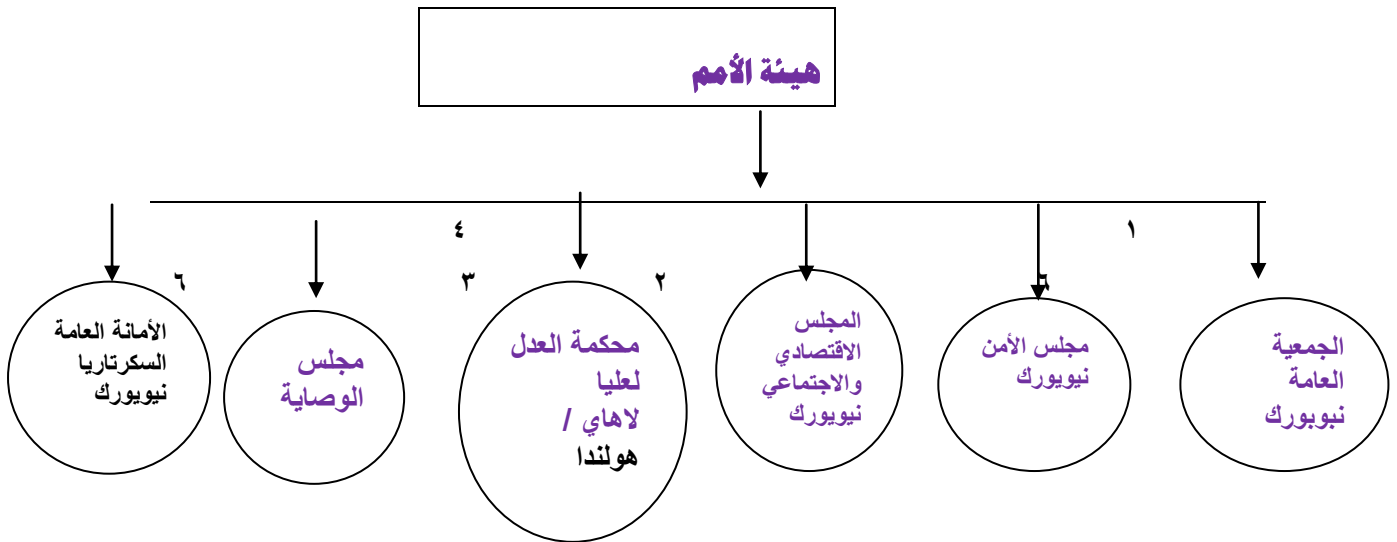 هيئة الأمم
١
٤
٦
٢
٣
٦
الجمعية
العامة
نبوبورك
مجلس الأمن
نيويورك
المجلس
الاقتصادي
والاجتماعي
نيويورك
محكمة العدل
لعليا
لاهاي /
هولندا
مجلس
الوصاية
الأمانة العامة
السكرتاريا
نيويورك